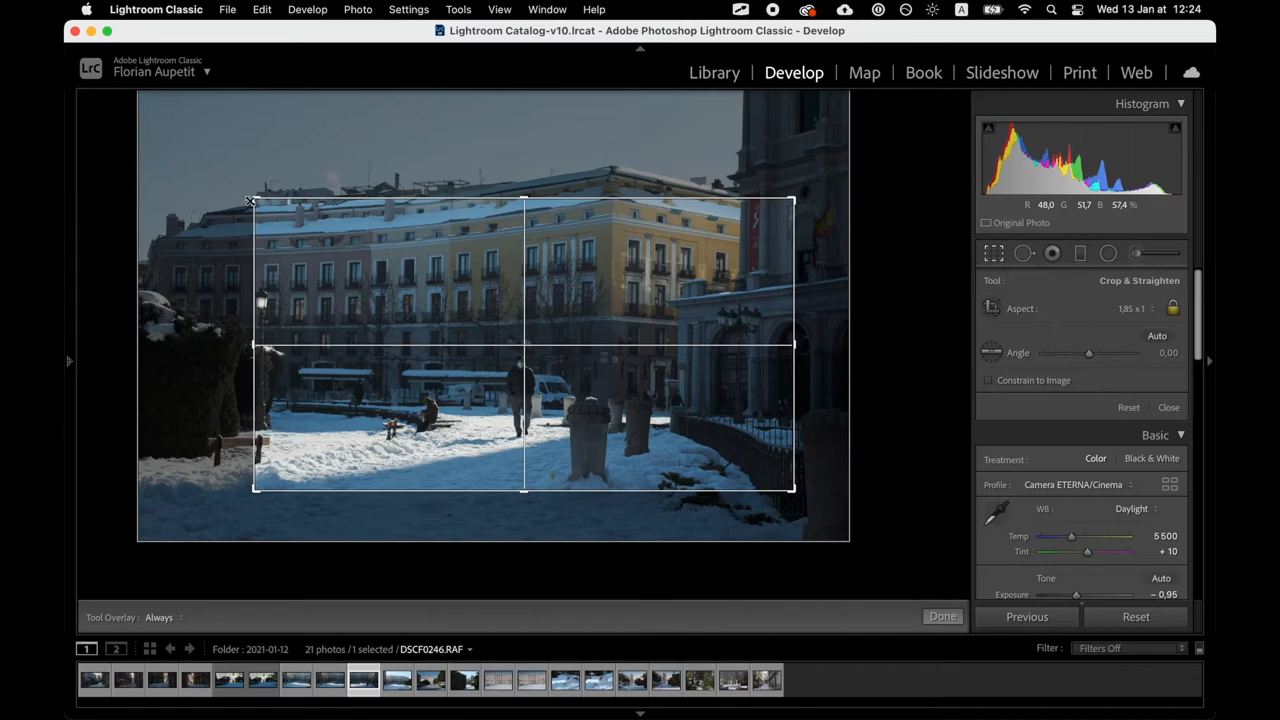 Lightroom Classic File Edit Develop Photo Settings Tools View Window Help A Wed 13 Jan at 12:24
Lightroom Catalog-v10.lrcat - Adobe Photoshop Lightroom Classic - Develop
LrC
Adobe Lightroom Classic
Florian Aupetit
Library | Develop | Map | Book | Slideshow | Print | Web
Histogram
R 48,0 G 51,7 B 57,4 %
Original Photo
Tool : Crop & Straighten
Aspect : 1,85 x 1
Auto
Angle 0,00
Constrain to Image
Reset Close
Basic
Treatment : Color Black & White
Profile : Camera ETERNA/Cinema
WB : Daylight
Temp 5 500
Tint + 10
Tone Auto
Exposure − 0,95
Tool Overlay : Always Done
Previous Reset
1 2 Folder : 2021-01-12 21 photos /1 selected / DSCF0246.RAF Filter : Filters Off